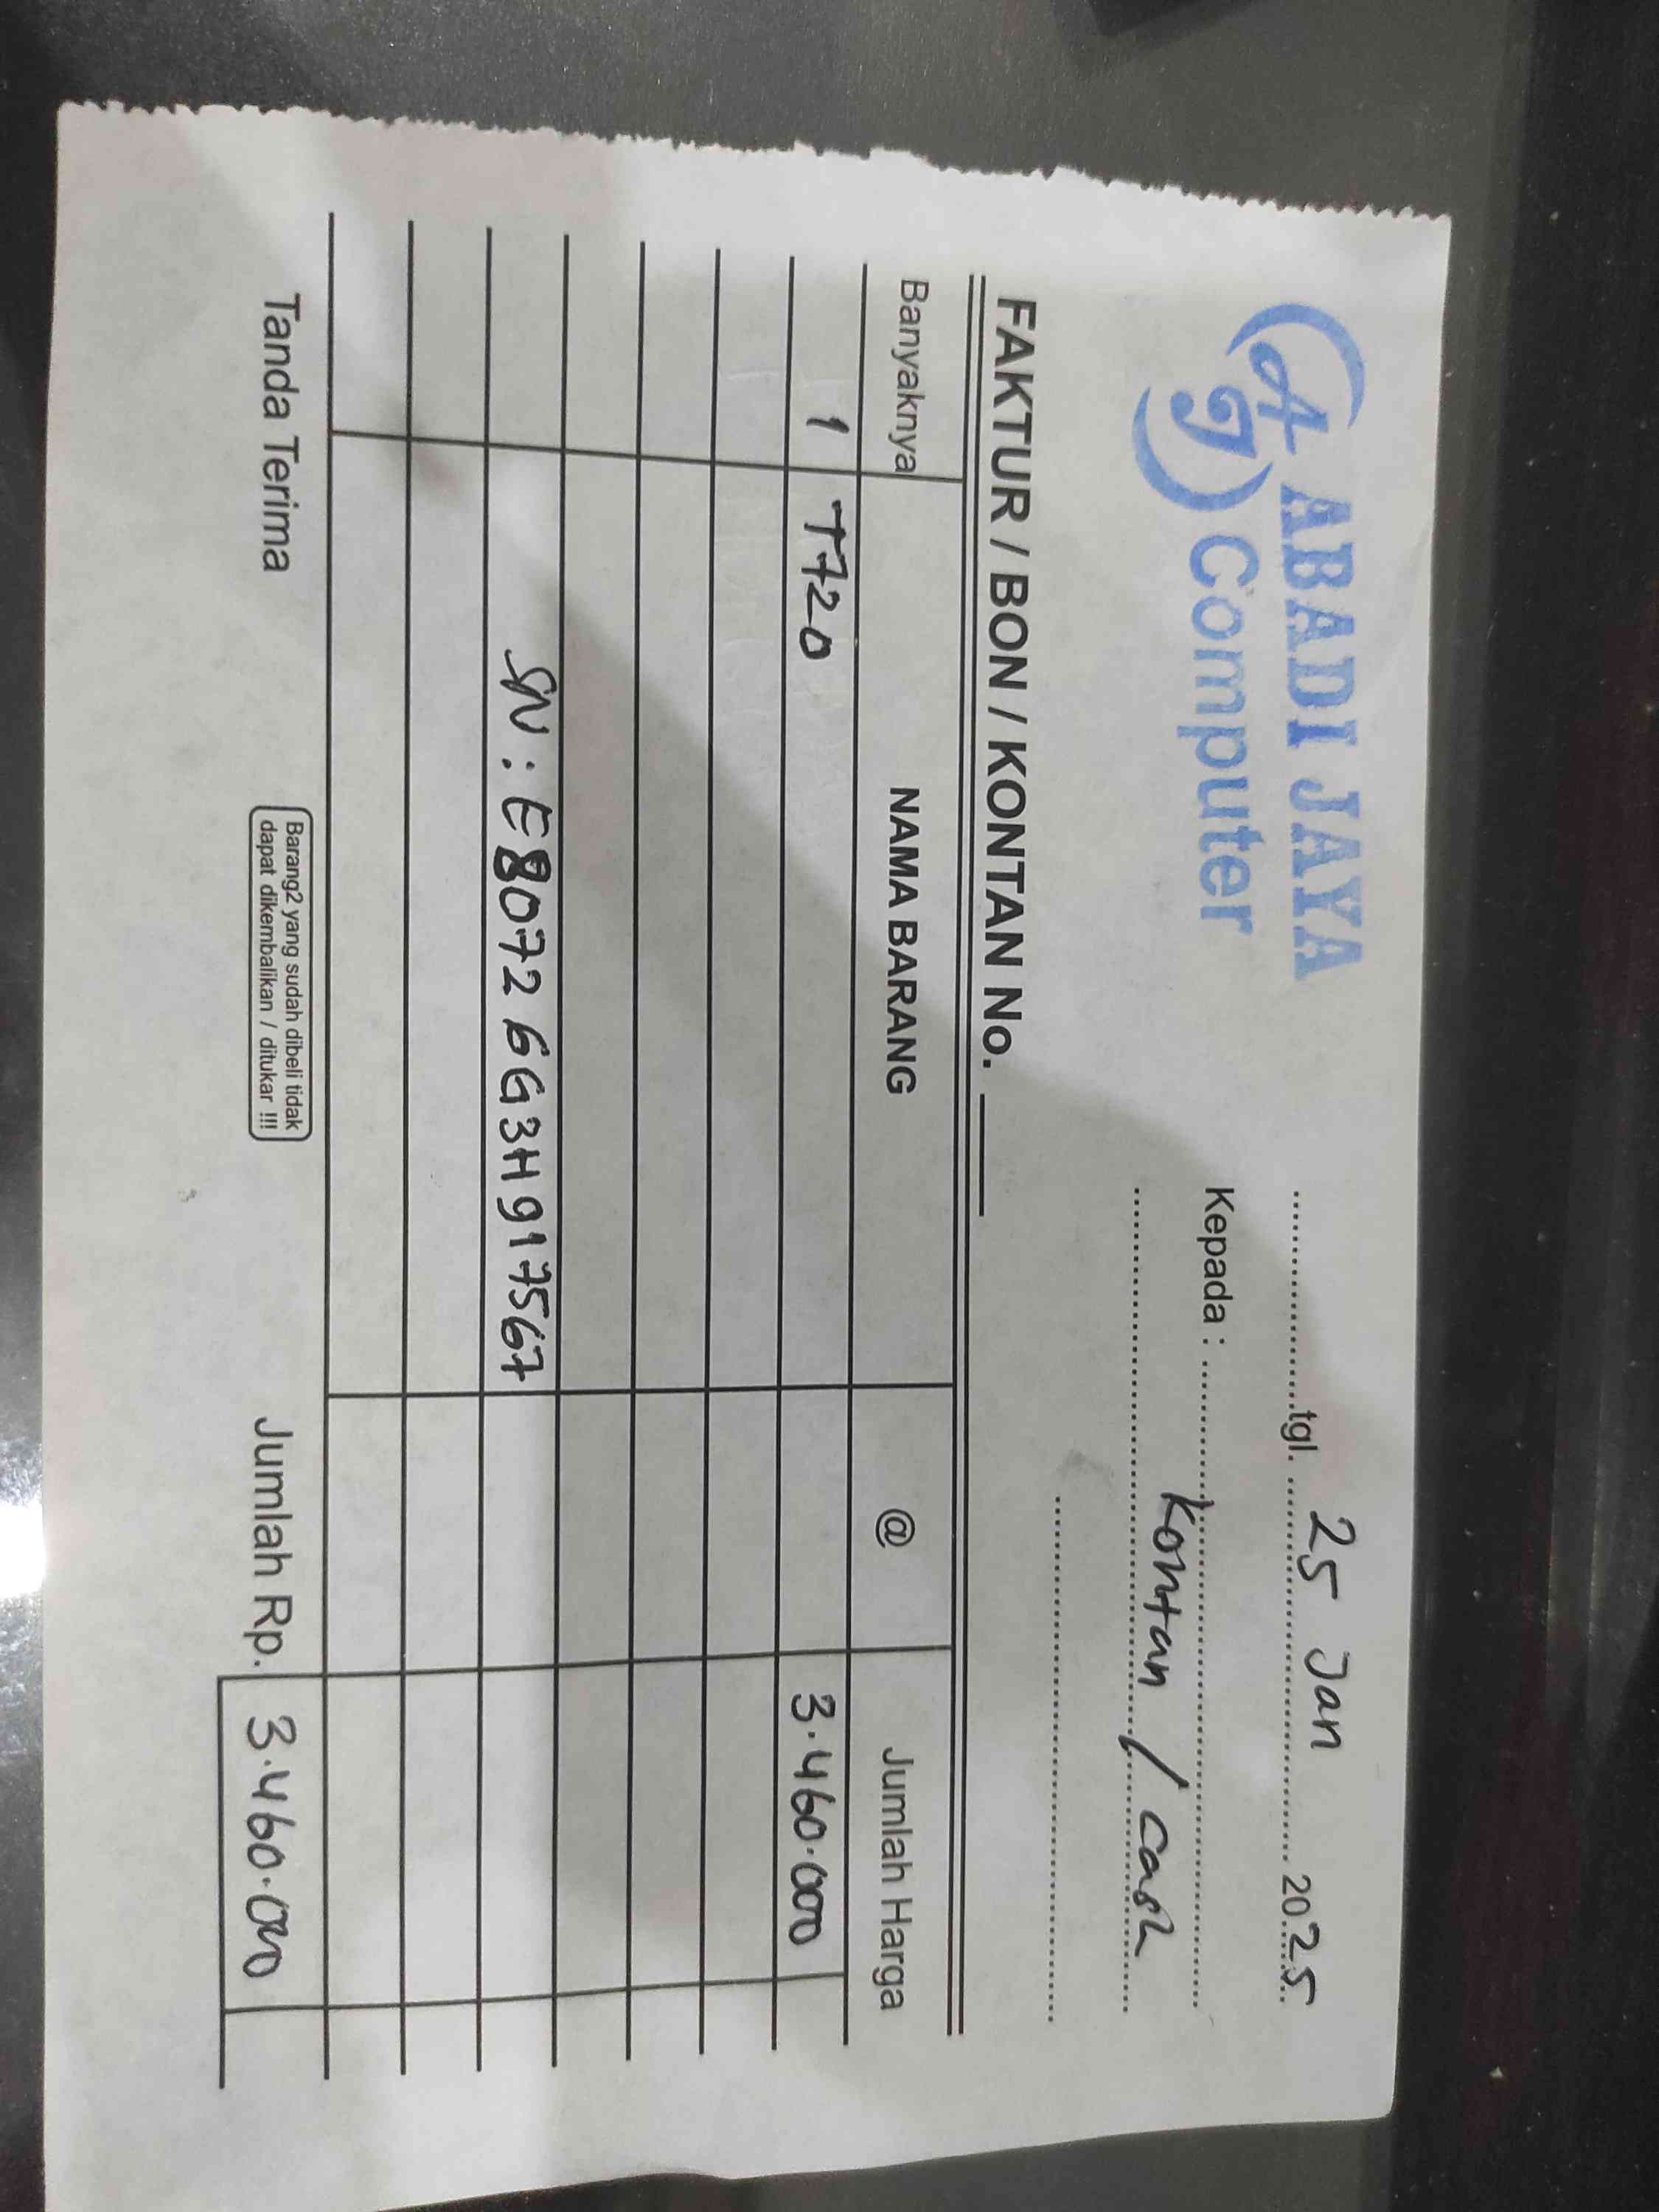 AJ ABADI JAYA
Computer
............................tgl. 25 Jan 2025
Kepada : Kontan / cash
FAKTUR / BON / KONTAN No.
Banyaknya NAMA BARANG @ Jumlah Harga
1 T720 3.460.000
SN : E80726G3H917567
Tanda Terima
Barang2 yang sudah dibeli tidak
dapat dikembalikan / ditukar !!!
Jumlah Rp. 3.460.000